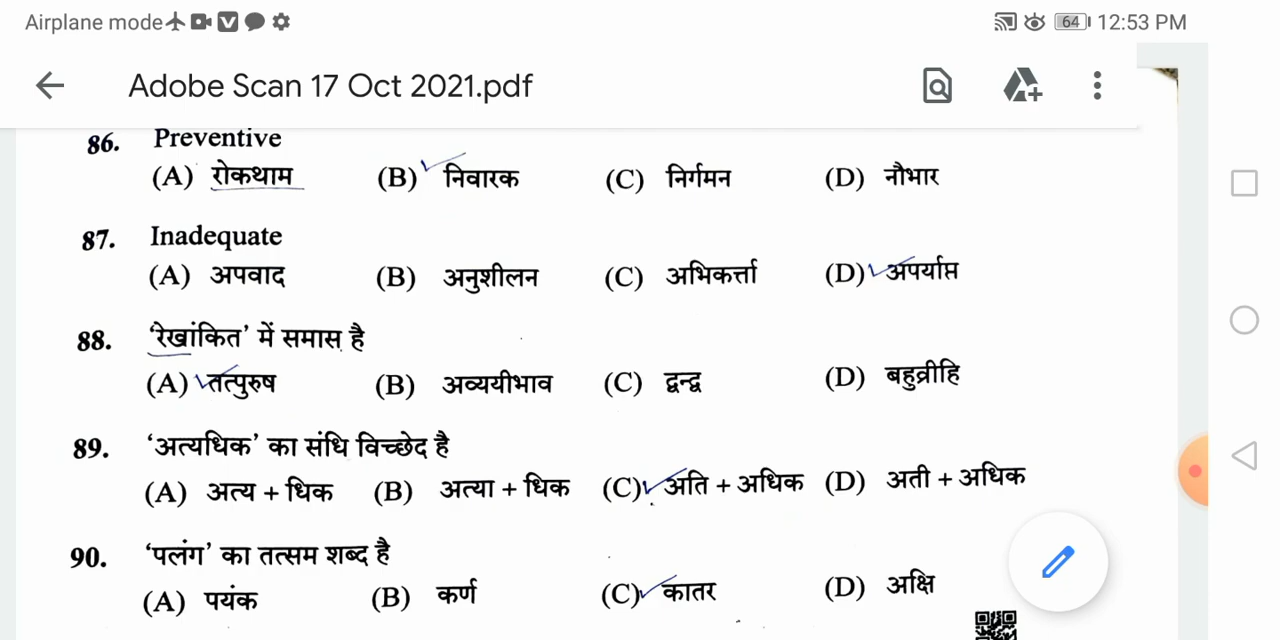 Airplane mode 64 12:53 PM
Adobe Scan 17 Oct 2021.pdf
86. Preventive
(A) रोकथाम (B) निवारक (C) निर्गमन (D) नौभार
87. Inadequate
(A) अपवाद (B) अनुशीलन (C) अभिकर्त्ता (D) अपर्याप्त
88. ‘रेखांकित’ में समास है
(A) तत्पुरुष (B) अव्ययीभाव (C) द्वन्द्व (D) बहुव्रीहि
89. ‘अत्यधिक’ का संधि विच्छेद है
(A) अत्य + धिक (B) अत्या + धिक (C) अति + अधिक (D) अती + अधिक
90. ‘पलंग’ का तत्सम शब्द है
(A) पयंक (B) कर्ण (C) कातर (D) अक्षि